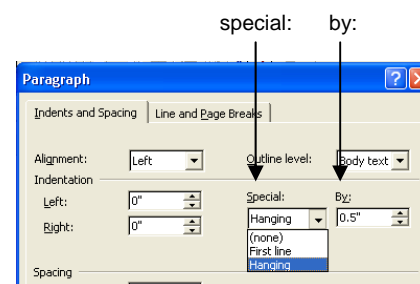 special: by:
Paragraph
Indents and Spacing Line and Page Breaks
Alignment: Left Outline level: Body text
Indentation
Left: 0" Special: By:
Right: 0" Hanging 0.5"
(none)
First line
Hanging
Spacing